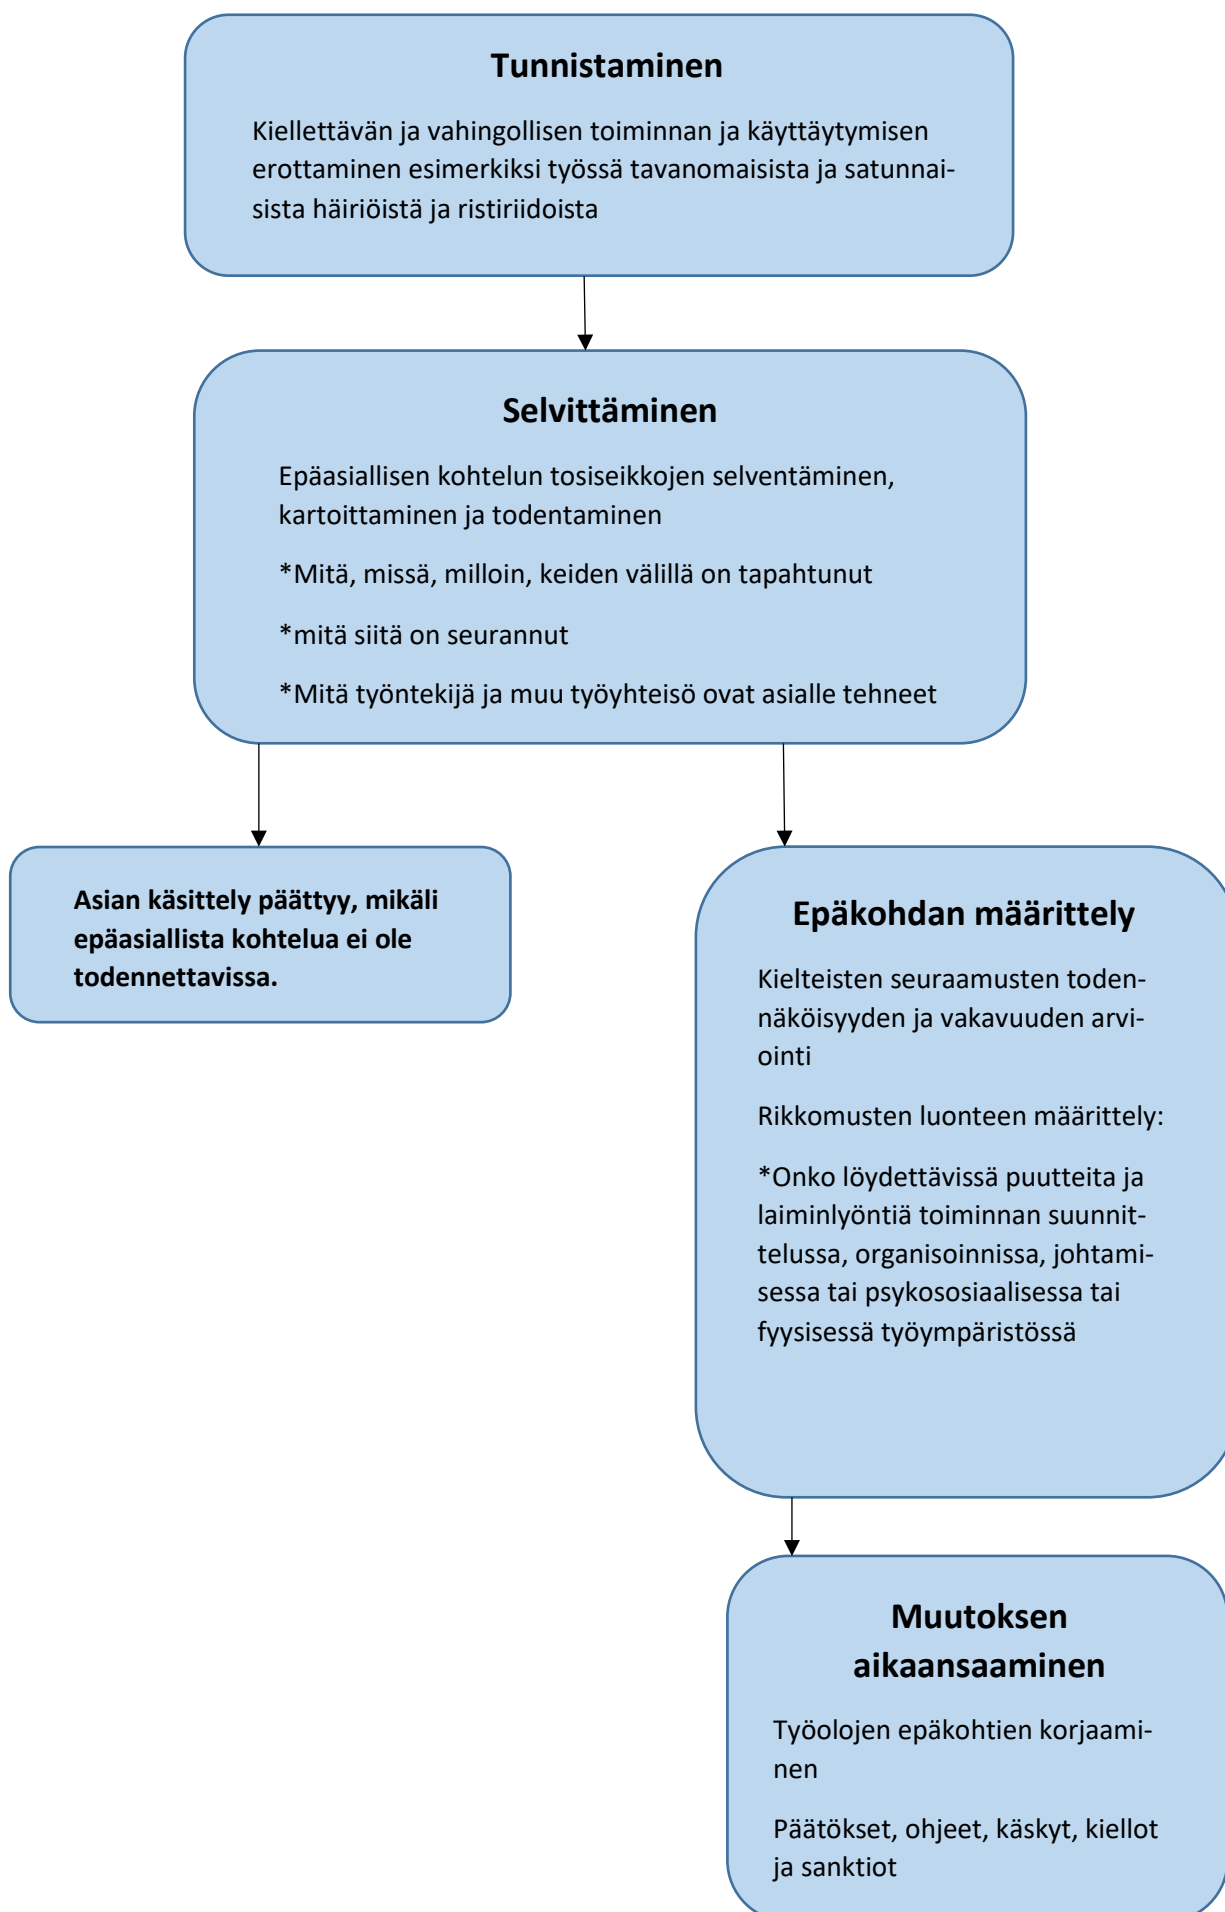 Tunnistaminen
Kiellettävän ja vahingollisen toiminnan ja käyttäytymisen
erottaminen esimerkiksi työssä tavanomaisista ja satunnai-
sista häiriöistä ja ristiriidoista
Selvittäminen
Epäasiallisen kohtelun tosiseikkojen selventäminen,
kartoittaminen ja todentaminen
*Mitä, missä, milloin, keiden välillä on tapahtunut
*mitä siitä on seurannut
*Mitä työntekijä ja muu työyhteisö ovat asialle tehneet
Asian käsittely päättyy, mikäli
epäasiallista kohtelua ei ole
todennettavissa.
Epäkohdan määrittely
Kielteisten seuraamusten toden-
näköisyyden ja vakavuuden arvi-
ointi
Rikkomusten luonteen määrittely:
*Onko löydettävissä puutteita ja
laiminlyöntiä toiminnan suunnit-
telussa, organisoinnissa, johtami-
sessa tai psykososiaalisessa tai
fyysisessä työympäristössä
Muutoksen
aikaansaaminen
Työolojen epäkohtien korjaami-
nen
Päätökset, ohjeet, käskyt, kiellot
ja sanktiot